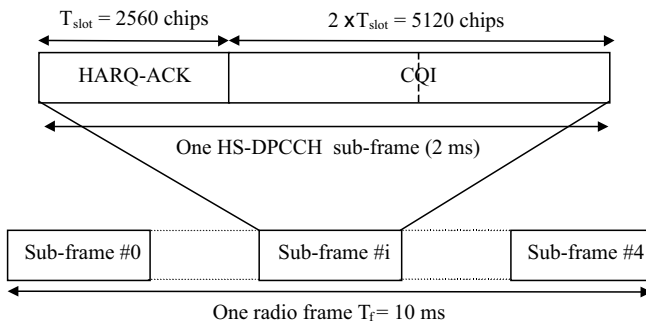 T_slot = 2560 chips
2 xT_slot = 5120 chips
HARQ-ACK
CQI
One HS-DPCCH sub-frame (2 ms)
Sub-frame #0
Sub-frame #i
Sub-frame #4
One radio frame T_f = 10 ms